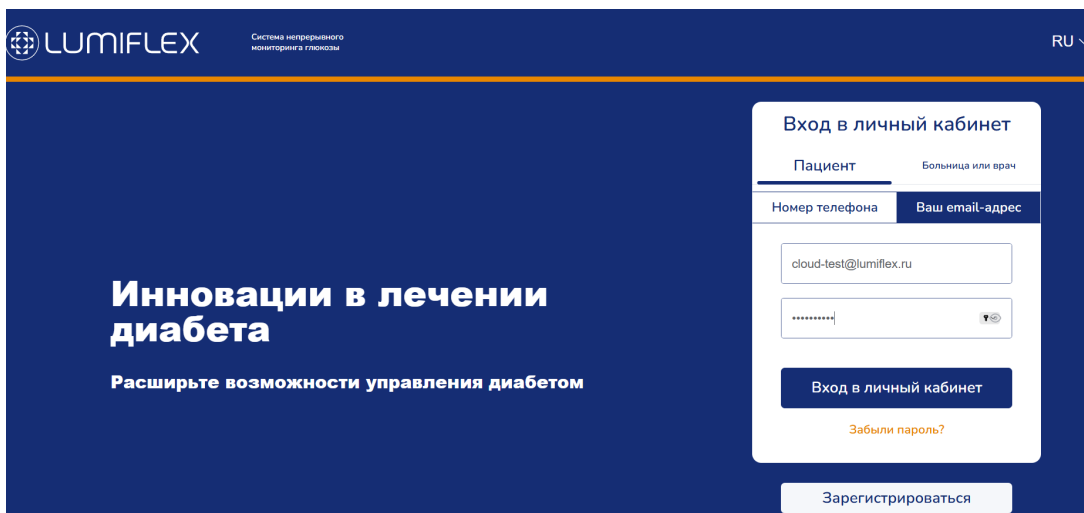 LUMIFLEX
Система непрерывного
мониторинга глюкозы
RU
Вход в личный кабинет
Пациент
Больница или врач
Номер телефона
Ваш email-адрес
cloud-test@lumiflex.ru
••••••••••
Инновации в лечении
диабета
Расширьте возможности управления диабетом
Вход в личный кабинет
Забыли пароль?
Зарегистрироваться